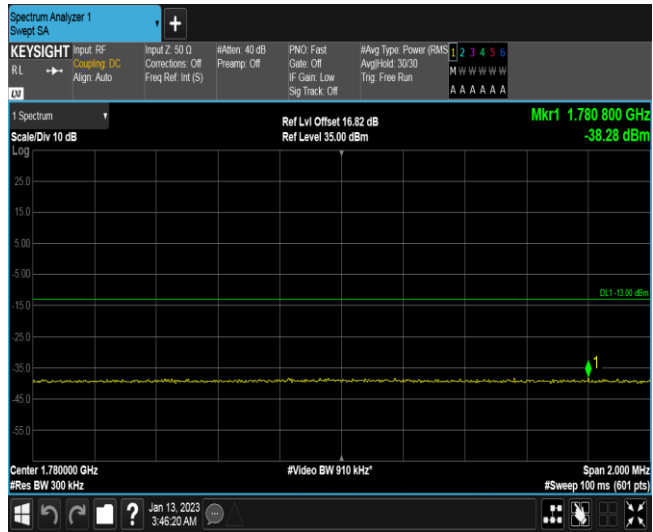 Spectrum Analyzer 1
Swept SA
+
KEYSIGHT
RL
LXI
Input: RF
Coupling: DC
Align: Auto
Input Z: 50 Ω
Corrections: Off
Freq Ref: Int (S)
#Atten: 40 dB
Preamp: Off
PNO: Fast
Gate: Off
IF Gain: Low
Sig Track: Off
#Avg Type: Power (RMS
Avg|Hold: 30/30
Trig: Free Run
1 2 3 4 5 6
M W W W W W
A A A A A A
1 Spectrum
Scale/Div 10 dB
Log
Ref Lvl Offset 16.82 dB
Ref Level 35.00 dBm
Mkr1 1.780 800 GHz
-38.28 dBm
25.0
15.0
5.00
-5.00
DL1 -13.00 dBm
-15.0
-25.0
-35.0
1
-45.0
-55.0
Center 1.780000 GHz
#Res BW 300 kHz
#Video BW 910 kHz*
Span 2.000 MHz
#Sweep 100 ms (601 pts)
?
Jan 13, 2023
3:46:20 AM